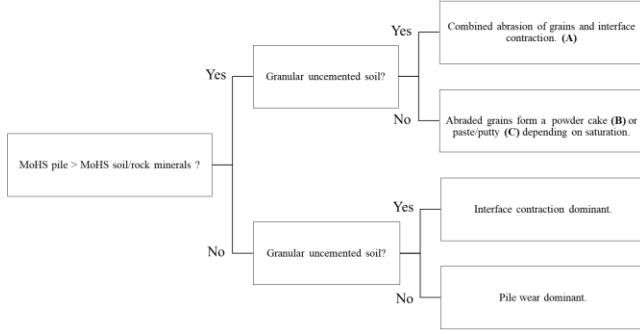 Yes
Combined abrasion of grains and interface
contraction. (A)
Yes
Granular uncemented soil?
No
Abraded grains form a powder cake (B) or
paste/putty (C) depending on saturation.
MoHS pile > MoHS soil/rock minerals ?
Yes
Interface contraction dominant.
No
Granular uncemented soil?
No
Pile wear dominant.